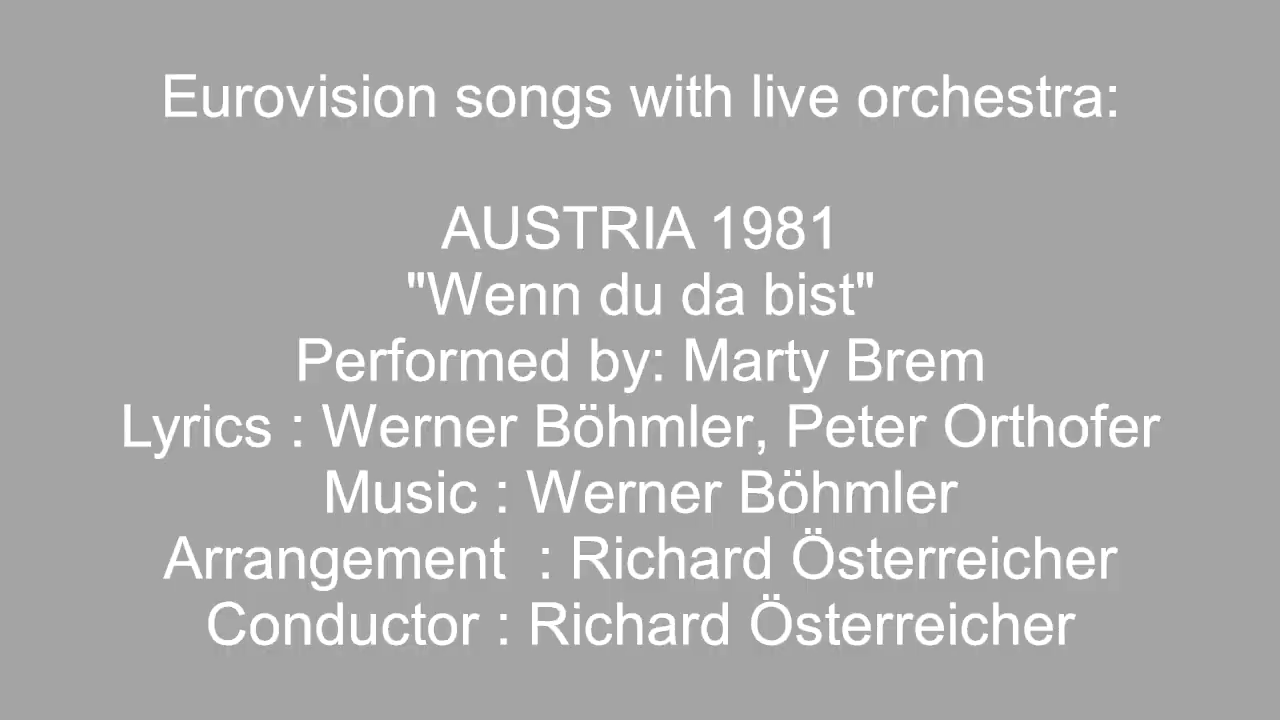 Eurovision songs with live orchestra:
AUSTRIA 1981
"Wenn du da bist"
Performed by: Marty Brem
Lyrics : Werner Böhmler, Peter Orthofer
Music : Werner Böhmler
Arrangement  : Richard Österreicher
Conductor : Richard Österreicher